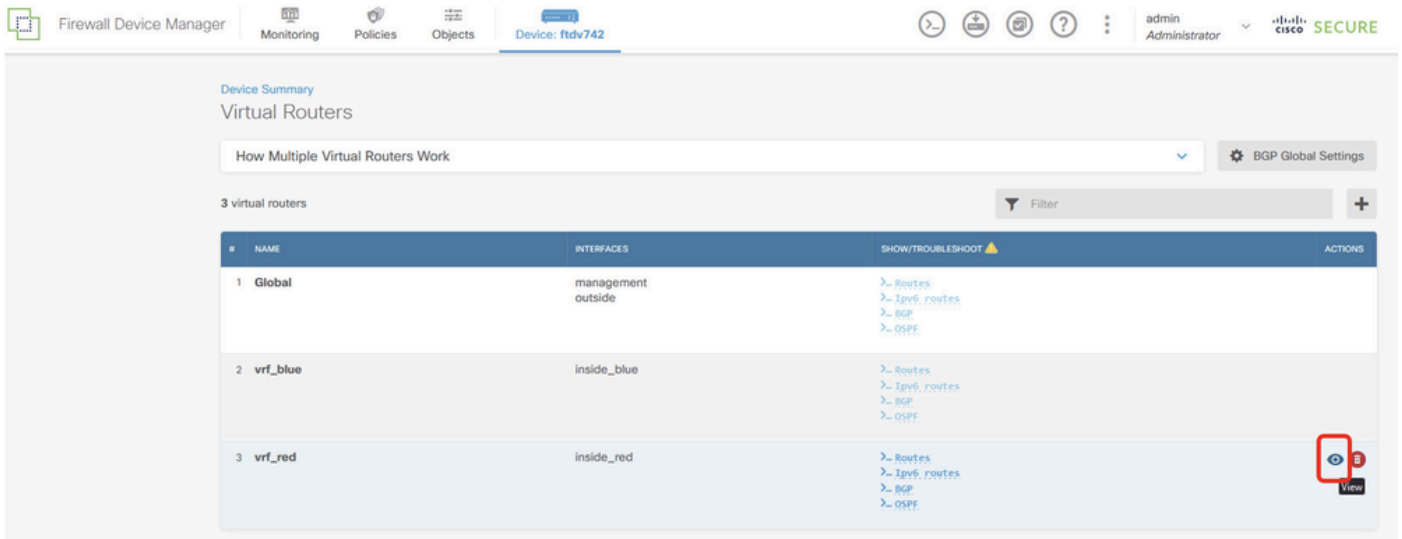 Firewall Device Manager
Monitoring
Policies
Objects
Device: ftdv742
admin
Administrator
cisco SECURE
Device Summary
Virtual Routers
How Multiple Virtual Routers Work
BGP Global Settings
3 virtual routers
Filter
# NAME INTERFACES SHOW/TROUBLESHOOT ACTIONS
1 Global management >_ Routes
outside >_ Ipv6 routes
>_ BGP
>_ OSPF
2 vrf_blue inside_blue >_ Routes
>_ Ipv6 routes
>_ BGP
>_ OSPF
3 vrf_red inside_red >_ Routes
>_ Ipv6 routes
>_ BGP
View
>_ OSPF